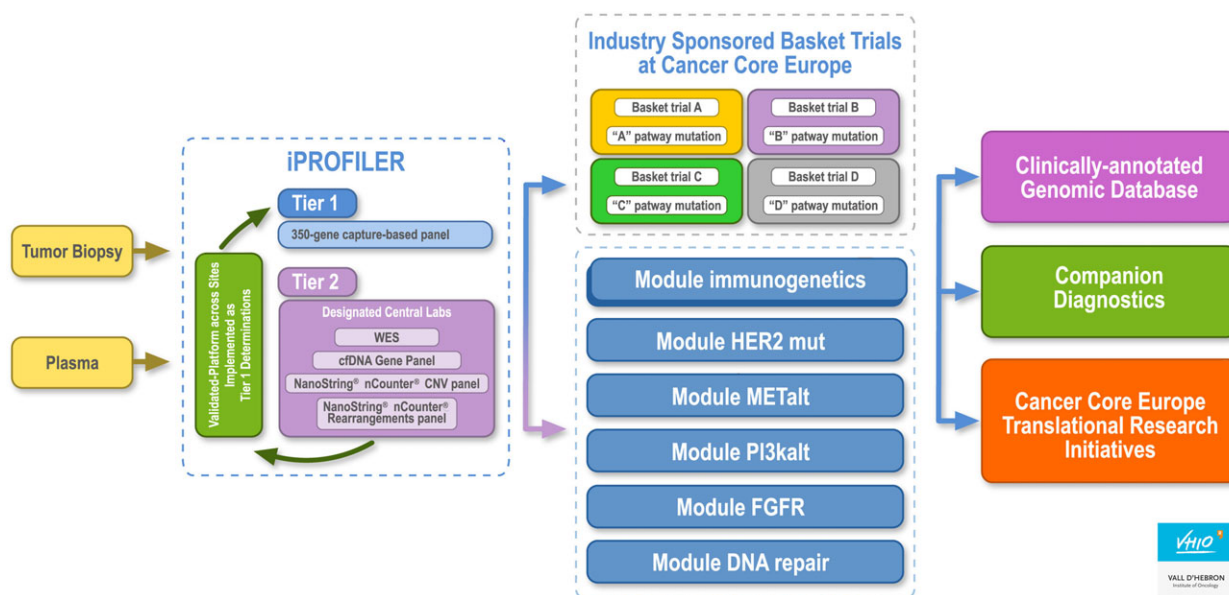 Tumor Biopsy
Plasma
iPROFILER
Validated-Platform across Sites
Implemented as
Tier 1 Determinations
Tier 1
350-gene capture-based panel
Tier 2
Designated Central Labs
WES
cfDNA Gene Panel
NanoString® nCounter® CNV panel
NanoString® nCounter®
Rearrangements panel
Industry Sponsored Basket Trials
at Cancer Core Europe
Basket trial A
“A” patway mutation
Basket trial B
“B” patway mutation
Basket trial C
“C” patway mutation
Basket trial D
“D” patway mutation
Module immunogenetics
Module HER2 mut
Module METalt
Module PI3kalt
Module FGFR
Module DNA repair
Clinically-annotated
Genomic Database
Companion
Diagnostics
Cancer Core Europe
Translational Research
Initiatives
VHIO
VALL D'HEBRON
Institute of Oncology